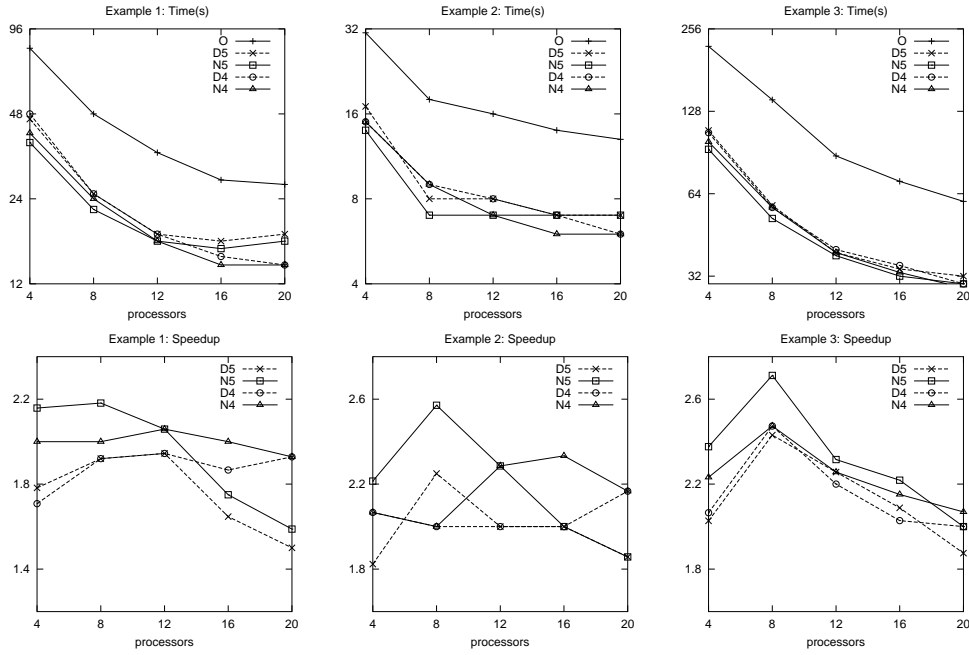 Example 1: Time(s)
96
48
24
12
4
8
12
16
20
processors
O
D5
N5
D4
N4
Example 2: Time(s)
32
16
8
4
4
8
12
16
20
processors
O
D5
N5
D4
N4
Example 3: Time(s)
256
128
64
32
4
8
12
16
20
processors
O
D5
N5
D4
N4
Example 1: Speedup
2.2
1.8
1.4
4
8
12
16
20
processors
D5
N5
D4
N4
Example 2: Speedup
2.6
2.2
1.8
4
8
12
16
20
processors
D5
N5
D4
N4
Example 3: Speedup
2.6
2.2
1.8
4
8
12
16
20
processors
D5
N5
D4
N4